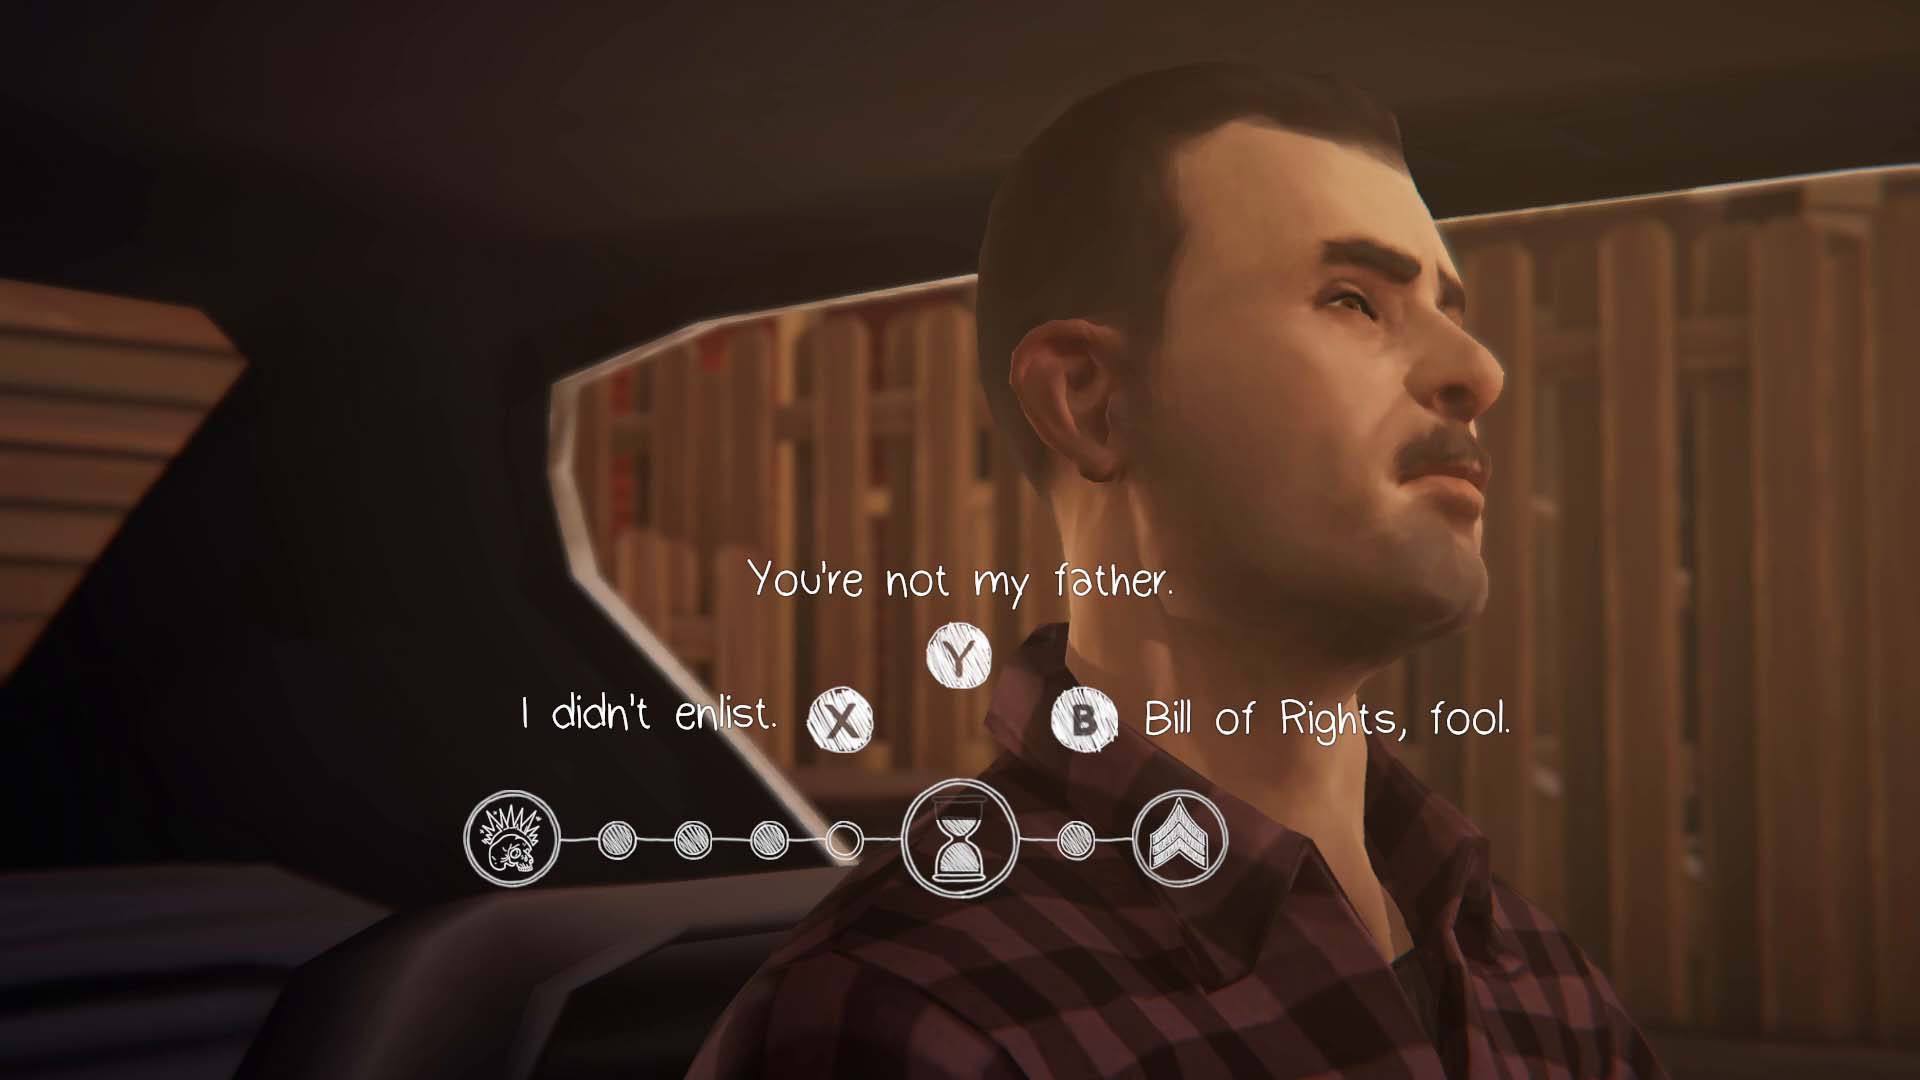 You're not my father.
Y
I didn't enlist. X
B Bill of Rights, fool.